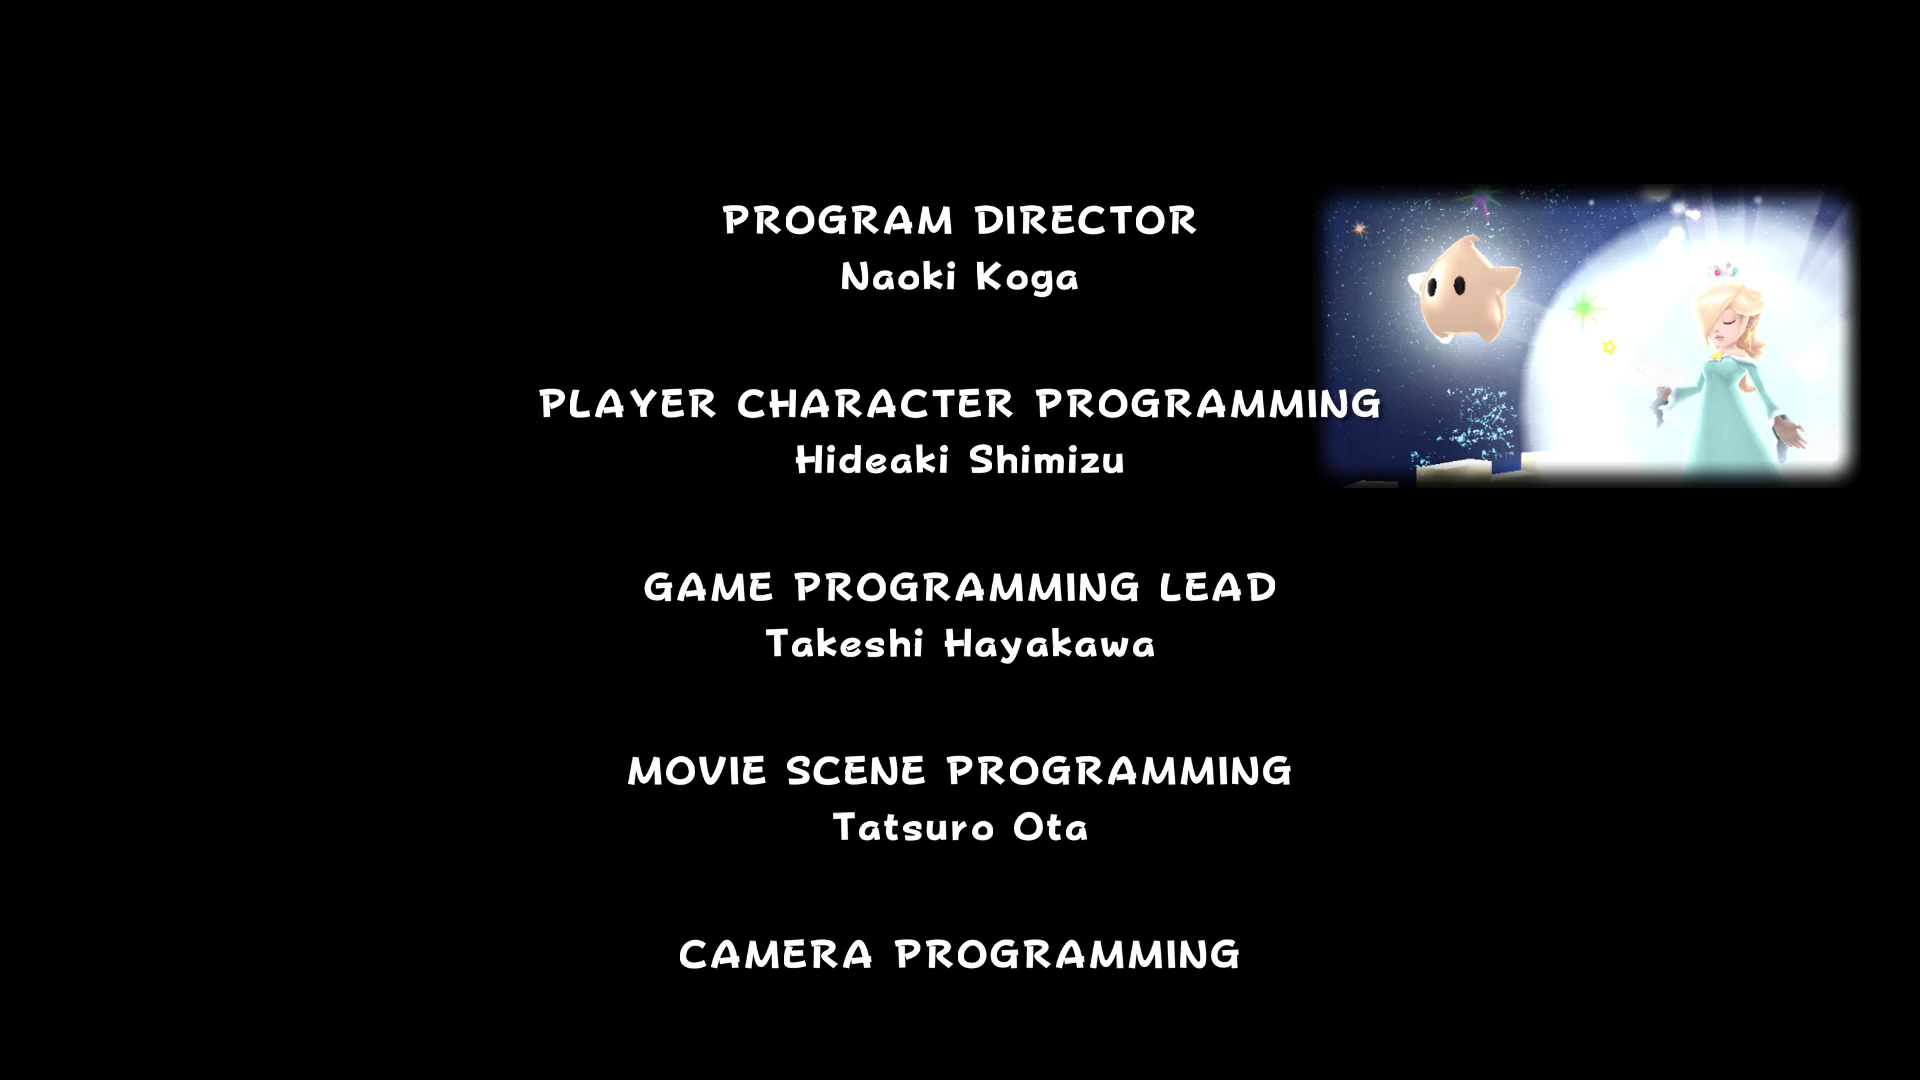 PROGRAM DIRECTOR
Naoki Koga
PLAYER CHARACTER PROGRAMMING
Hideaki Shimizu
GAME PROGRAMMING LEAD
Takeshi Hayakawa
MOVIE SCENE PROGRAMMING
Tatsuro Ota
CAMERA PROGRAMMING